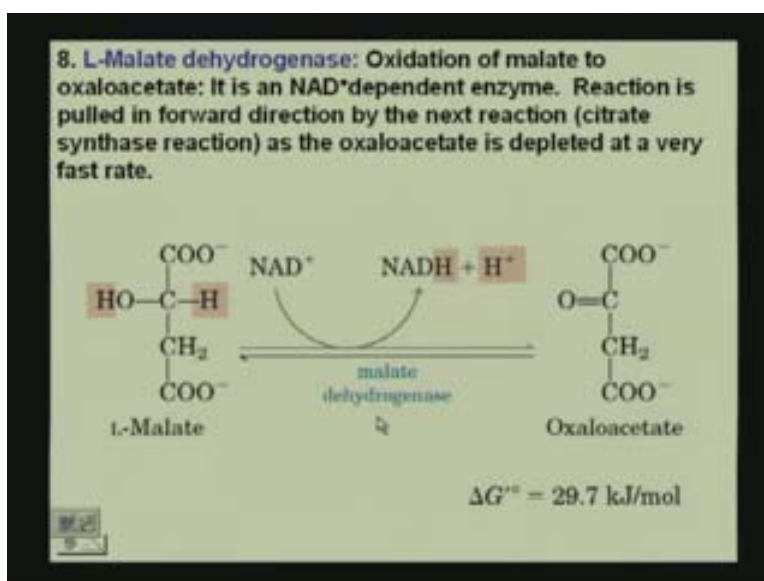 8. L-Malate dehydrogenase: Oxidation of malate to
oxaloacetate: It is an NAD⁺dependent enzyme. Reaction is
pulled in forward direction by the next reaction (citrate
synthase reaction) as the oxaloacetate is depleted at a very
fast rate.
COO⁻
HO–C–H
CH₂
COO⁻
L-Malate
NAD⁺
NADH + H⁺
malate
dehydrogenase
COO⁻
O=C
CH₂
COO⁻
Oxaloacetate
ΔG'° = 29.7 kJ/mol